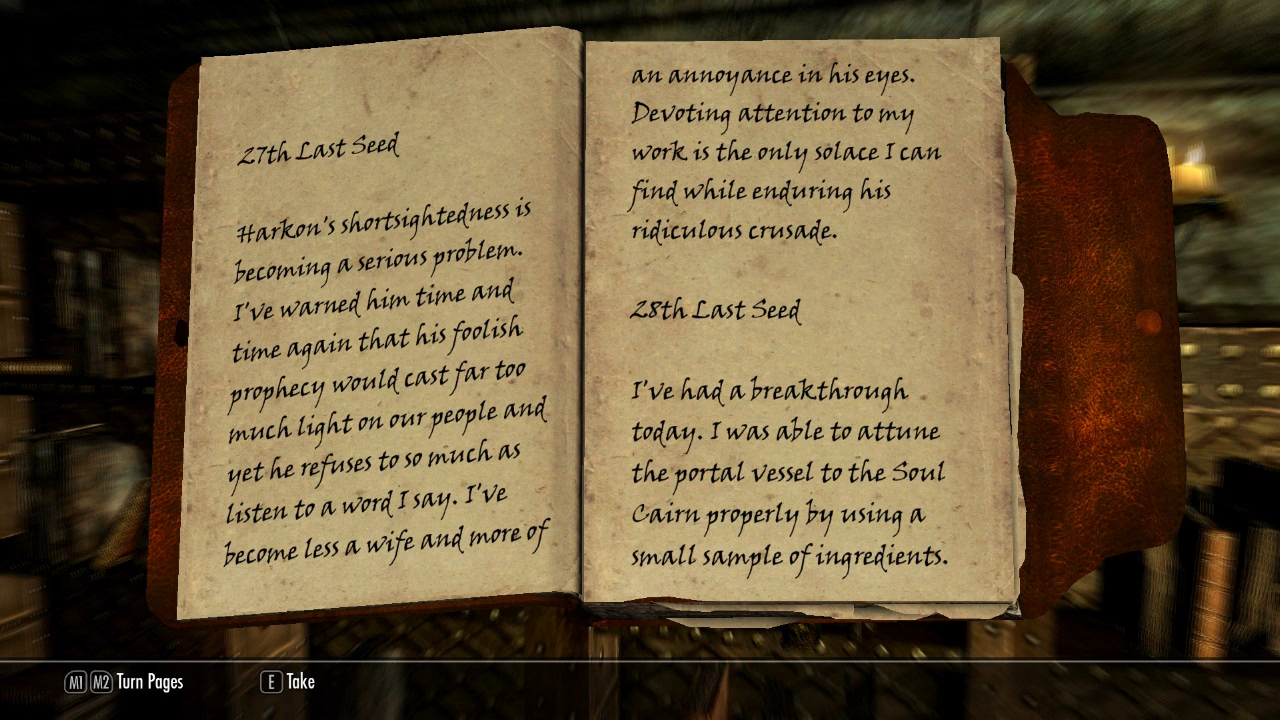 27th Last Seed
Harkon's shortsightedness is
becoming a serious problem.
I've warned him time and
time again that his foolish
prophecy would cast far too
much light on our people and
yet he refuses to so much as
listen to a word I say. I've
become less a wife and more of
an annoyance in his eyes.
Devoting attention to my
work is the only solace I can
find while enduring his
ridiculous crusade.
28th Last Seed
I've had a breakthrough
today. I was able to attune
the portal vessel to the Soul
Cairn properly by using a
small sample of ingredients.
M1 M2 Turn Pages E Take